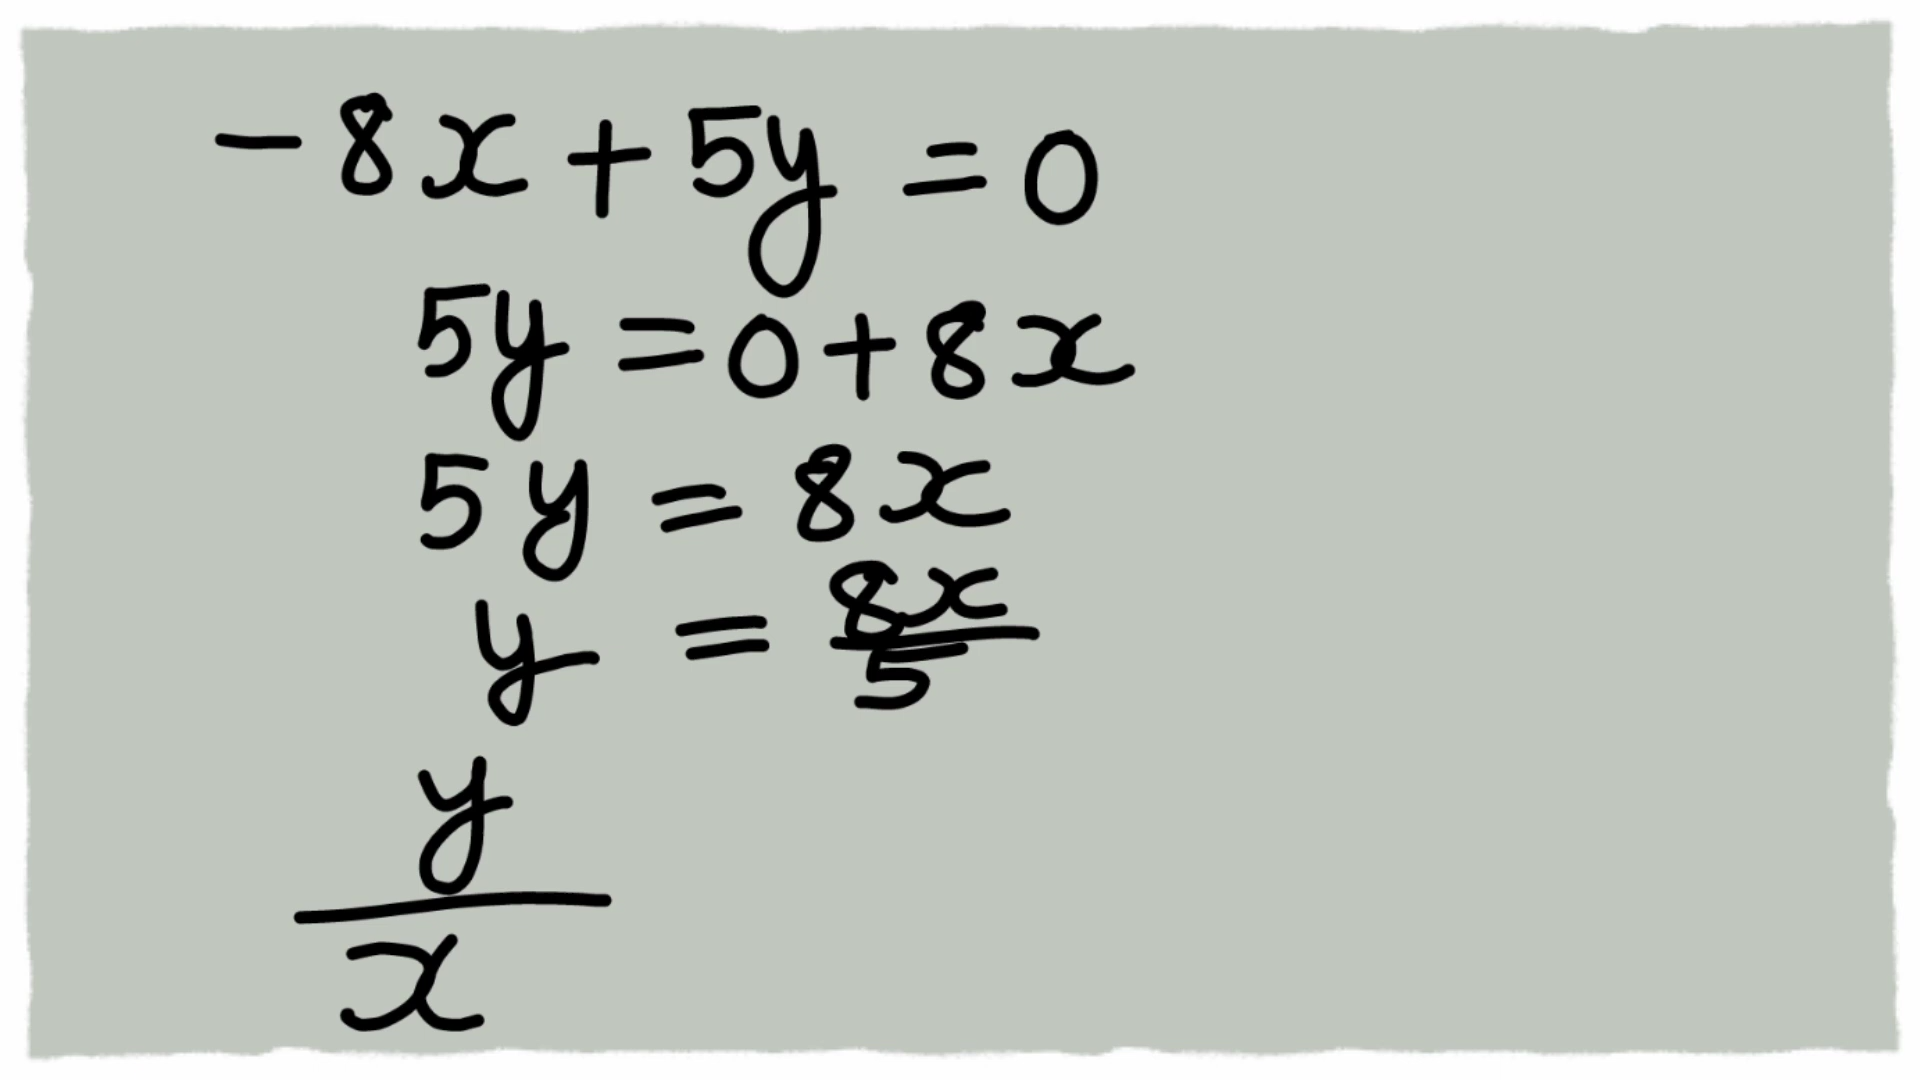 -8x + 5y = 0
5y = 0 + 8x
5y = 8x
y = 8x/5
y/x